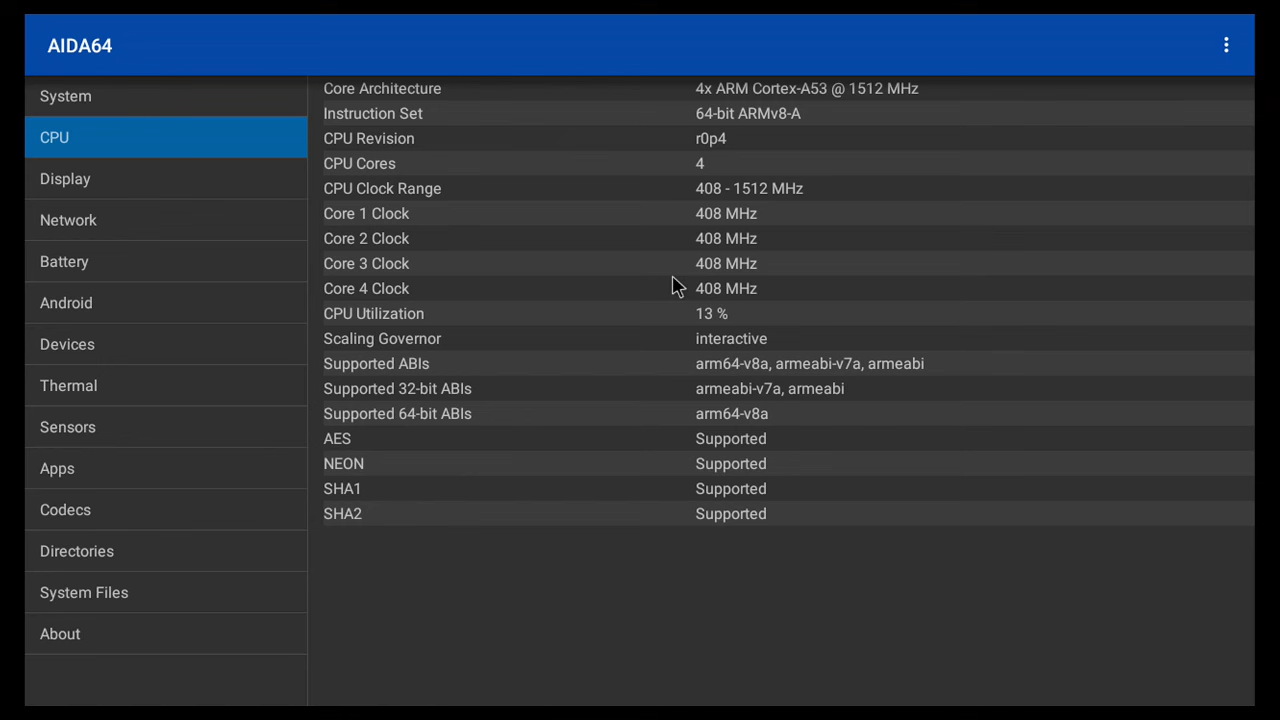 AIDA64
System
CPU
Display
Network
Battery
Android
Devices
Thermal
Sensors
Apps
Codecs
Directories
System Files
About
Core Architecture 4x ARM Cortex-A53 @ 1512 MHz
Instruction Set 64-bit ARMv8-A
CPU Revision r0p4
CPU Cores 4
CPU Clock Range 408 - 1512 MHz
Core 1 Clock 408 MHz
Core 2 Clock 408 MHz
Core 3 Clock 408 MHz
Core 4 Clock 408 MHz
CPU Utilization 13 %
Scaling Governor interactive
Supported ABIs arm64-v8a, armeabi-v7a, armeabi
Supported 32-bit ABIs armeabi-v7a, armeabi
Supported 64-bit ABIs arm64-v8a
AES Supported
NEON Supported
SHA1 Supported
SHA2 Supported